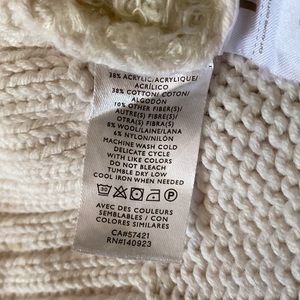 38% ACRYLIC/ACRYLIQUE/
ACRÍLICO
38% COTTON/ COTON/
ALGODÓN
10% OTHER FIBER(S)/
AUTRE(S) FIBRE(S)/
OTRA(S) FIBRA(S)
8% WOOL/LAINE/LANA
6% NYLON/NILÓN
MACHINE WASH COLD
DELICATE CYCLE
WITH LIKE COLORS
DO NOT BLEACH
TUMBLE DRY LOW
COOL IRON WHEN NEEDED
30
AVEC DES COULEURS
SEMBLABLES / CON
COLORES SIMILARES
CA#57421
RN#140923